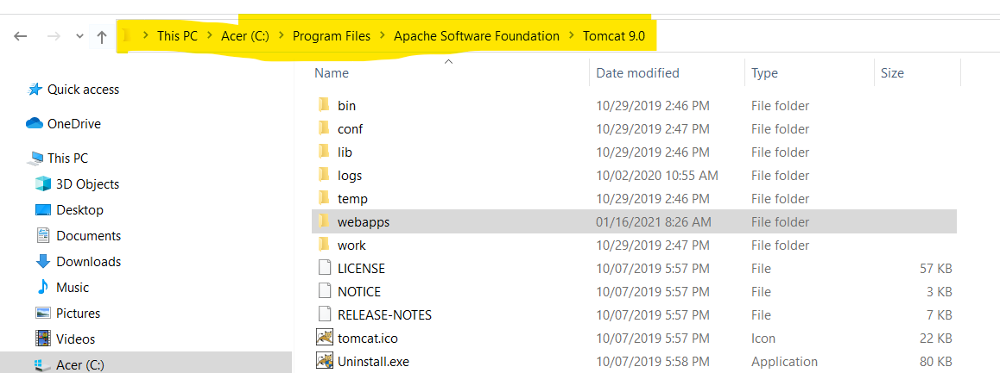 This PC > Acer (C:) > Program Files > Apache Software Foundation > Tomcat 9.0
Name Date modified Type Size
Quick access
OneDrive
This PC
3D Objects
Desktop
Documents
Downloads
Music
Pictures
Videos
Acer (C:)
bin 10/29/2019 2:46 PM File folder
conf 10/29/2019 2:47 PM File folder
lib 10/29/2019 2:46 PM File folder
logs 10/02/2020 10:55 AM File folder
temp 10/29/2019 2:46 PM File folder
webapps 01/16/2021 8:26 AM File folder
work 10/29/2019 2:47 PM File folder
LICENSE 10/07/2019 5:57 PM File 57 KB
NOTICE 10/07/2019 5:57 PM File 3 KB
RELEASE-NOTES 10/07/2019 5:57 PM File 7 KB
tomcat.ico 10/07/2019 5:57 PM Icon 22 KB
Uninstall.exe 10/07/2019 5:58 PM Application 80 KB